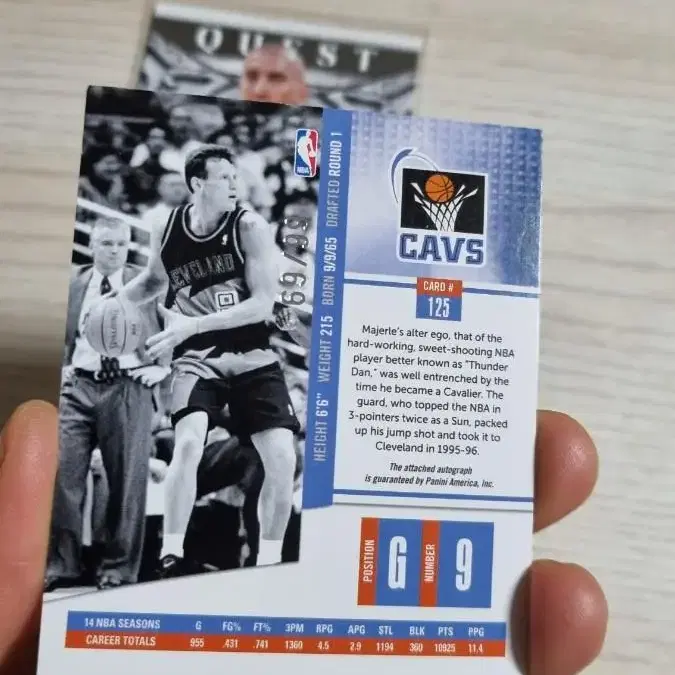 QUEST
NBA
CLEVELAND
9
SPALDING
69/99
HEIGHT 6'6" WEIGHT 215 BORN 9/9/65 DRAFTED ROUND 1
CAVS
CARD #
125
Majerle's alter ego, that of the
hard-working, sweet-shooting NBA
player better known as "Thunder
Dan," was well entrenched by the
time he became a Cavalier. The
guard, who topped the NBA in
3-pointers twice as a Sun, packed
up his jump shot and took it to
Cleveland in 1995-96.
The attached autograph
is guaranteed by Panini America, Inc.
POSITION G NUMBER 9
14 NBA SEASONS G FG% FT% 3PM RPG APG STL BLK PTS PPG
CAREER TOTALS 955 .431 .741 1360 4.5 2.9 1194 360 10925 11.4